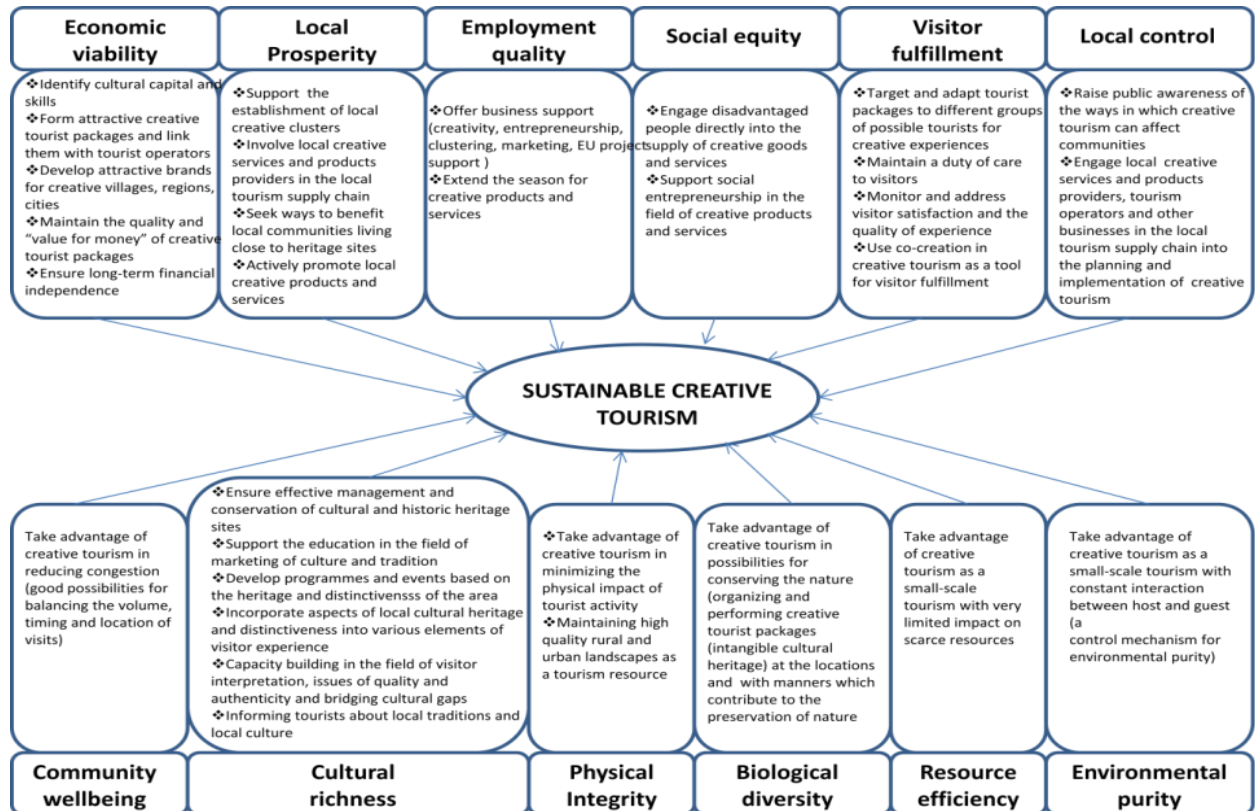 Economic
viability
❖Identify cultural capital and
skills
❖Form attractive creative
tourist packages and link
them with tourist operators
❖Develop attractive brands
for creative villages, regions,
cities
❖Maintain the quality and
“value for money” of creative
tourist packages
❖Ensure long-term financial
independence
Local
Prosperity
❖Support the
establishment of local
creative clusters
❖Involve local creative
services and products
providers in the local
tourism supply chain
❖Seek ways to benefit
local communities living
close to heritage sites
❖Actively promote local
creative products and
services
Employment
quality
❖Offer business support
(creativity, entrepreneurship,
clustering, marketing, EU project
support )
❖Extend the season for
creative products and
services
Social equity
❖Engage disadvantaged
people directly into the
supply of creative goods
and services
❖Support social
entrepreneurship in the
field of creative products
and services
Visitor
fulfillment
❖Target and adapt tourist
packages to different groups
of possible tourists for
creative experiences
❖Maintain a duty of care
to visitors
❖Monitor and address
visitor satisfaction and the
quality of experience
❖Use co-creation in
creative tourism as a tool
for visitor fulfillment
Local control
❖Raise public awareness of
the ways in which creative
tourism can affect
communities
❖Engage local creative
services and products
providers, tourism
operators and other
businesses in the local
tourism supply chain into
the planning and
implementation of creative
tourism
SUSTAINABLE CREATIVE
TOURISM
Take advantage of
creative tourism in
reducing congestion
(good possibilities for
balancing the volume,
timing and location of
visits)
Community
wellbeing
❖Ensure effective management and
conservation of cultural and historic heritage
sites
❖Support the education in the field of
marketing of culture and tradition
❖Develop programmes and events based on
the heritage and distinctivensss of the area
❖Incorporate aspects of local cultural heritage
and distinctiveness into various elements of
visitor experience
❖Capacity building in the field of visitor
interpretation, issues of quality and
authenticity and bridging cultural gaps
❖Informing tourists about local traditions and
local culture
Cultural
richness
❖Take advantage of
creative tourism in
minimizing the
physical impact of
tourist activity
❖Maintaining high
quality rural and
urban landscapes as
a tourism resource
Physical
Integrity
Take advantage of
creative tourism in
possibilities for
conserving the nature
(organizing and
performing creative
tourist packages
(intangible cultural
heritage) at the locations
and with manners which
contribute to the
preservation of nature
Biological
diversity
Take advantage
of creative
tourism as a
small-scale
tourism with very
limited impact on
scarce resources
Resource
efficiency
Take advantage of
creative tourism as a
small-scale tourism with
constant interaction
between host and guest
(a
control mechanism for
environmental purity)
Environmental
purity